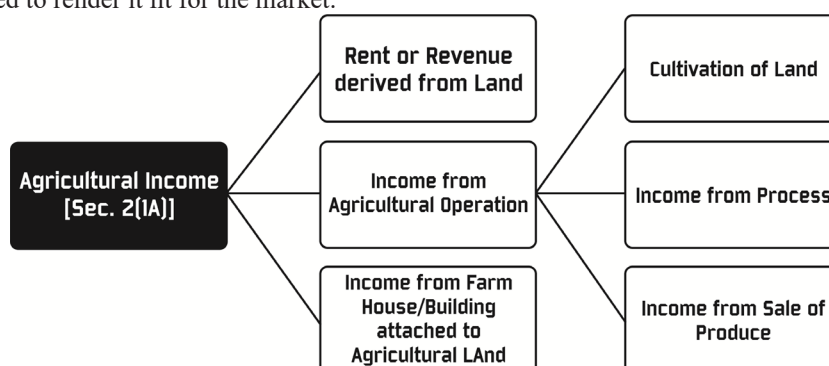 to render it fit for the market.
Rent or Revenue
derived from Land
Cultivation of Land
Agricultural Income
[Sec. 2(1A)]
Income from
Agricultural Operation
Income from Process
Income from Farm
House/Building
attached to
Agricultural LAnd
Income from Sale of
Produce